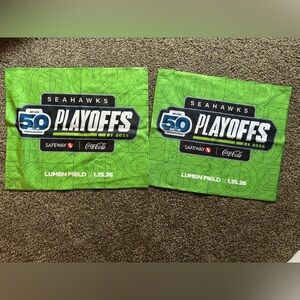 SEAHAWKS
50
PLAYOFFS
SAFEWAY
Coca-Cola
LUMEN FIELD 1.25.26
SEAHAWKS
50
PLAYOFFS
SAFEWAY
Coca-Cola
LUMEN FIELD 1.25.26